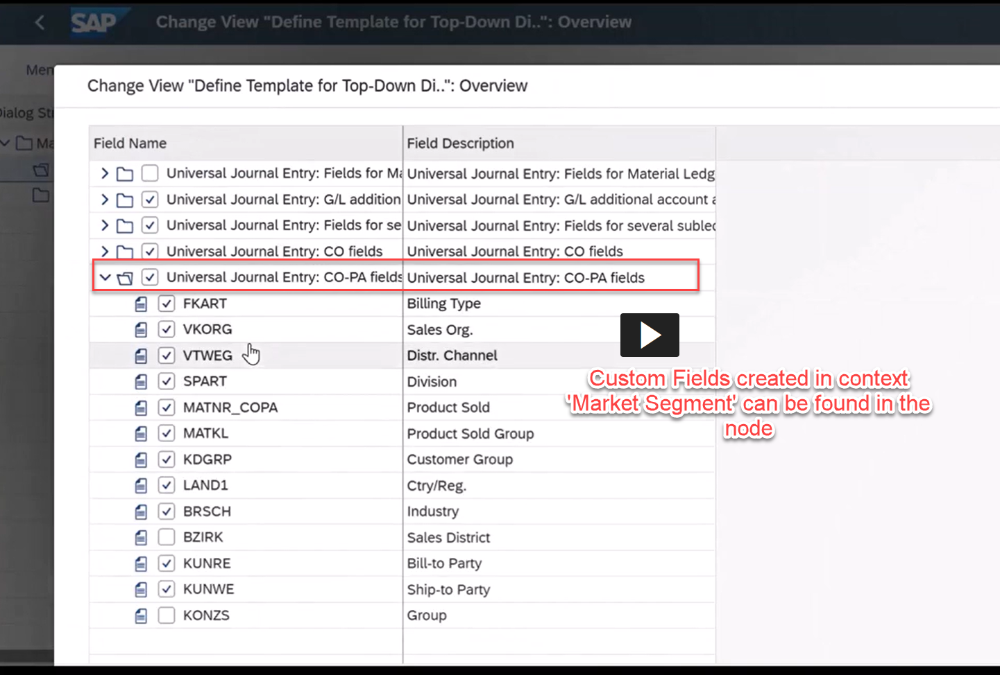 SAP Change View "Define Template for Top-Down Di..": Overview
Men
Change View "Define Template for Top-Down Di..": Overview
Dialog Str
Ma
Field Name Field Description
Universal Journal Entry: Fields for Ma Universal Journal Entry: Fields for Material Ledg
Universal Journal Entry: G/L addition Universal Journal Entry: G/L additional account a
Universal Journal Entry: Fields for se Universal Journal Entry: Fields for several subled
Universal Journal Entry: CO fields Universal Journal Entry: CO fields
Universal Journal Entry: CO-PA fields Universal Journal Entry: CO-PA fields
FKART Billing Type
VKORG Sales Org.
VTWEG Distr. Channel
SPART Division
MATNR_COPA Product Sold
MATKL Product Sold Group
KDGRP Customer Group
LAND1 Ctry/Reg.
BRSCH Industry
BZIRK Sales District
KUNRE Bill-to Party
KUNWE Ship-to Party
KONZS Group
Custom Fields created in context
'Market Segment' can be found in the
node